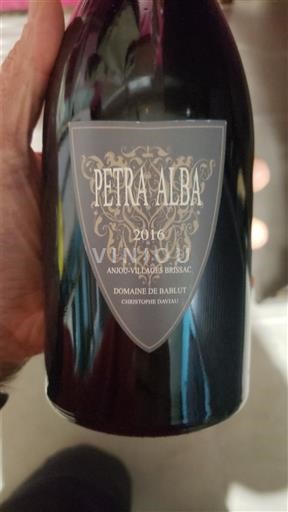 PETRA ALBA
2016
VINIOU
ANJOU-VILLAGES BRISSAC
DOMAINE DE BABLUT
CHRISTOPHE DAVIAU